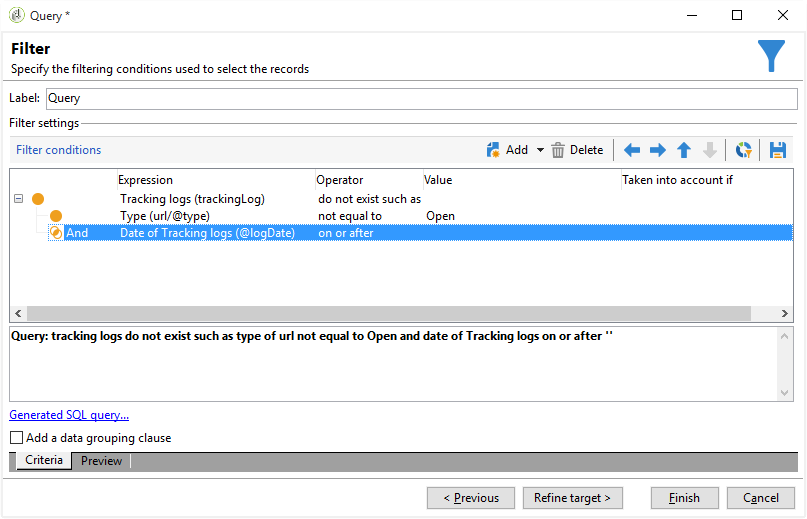 Query *
Filter
Specify the filtering conditions used to select the records
Label: Query
Filter settings
Filter conditions Add Delete
Expression Operator Value Taken into account if
Tracking logs (trackingLog) do not exist such as
Type (url/@type) not equal to Open
And Date of Tracking logs (@logDate) on or after
Query: tracking logs do not exist such as type of url not equal to Open and date of Tracking logs on or after ''
Generated SQL query...
Add a data grouping clause
Criteria Preview
< Previous Refine target > Finish Cancel